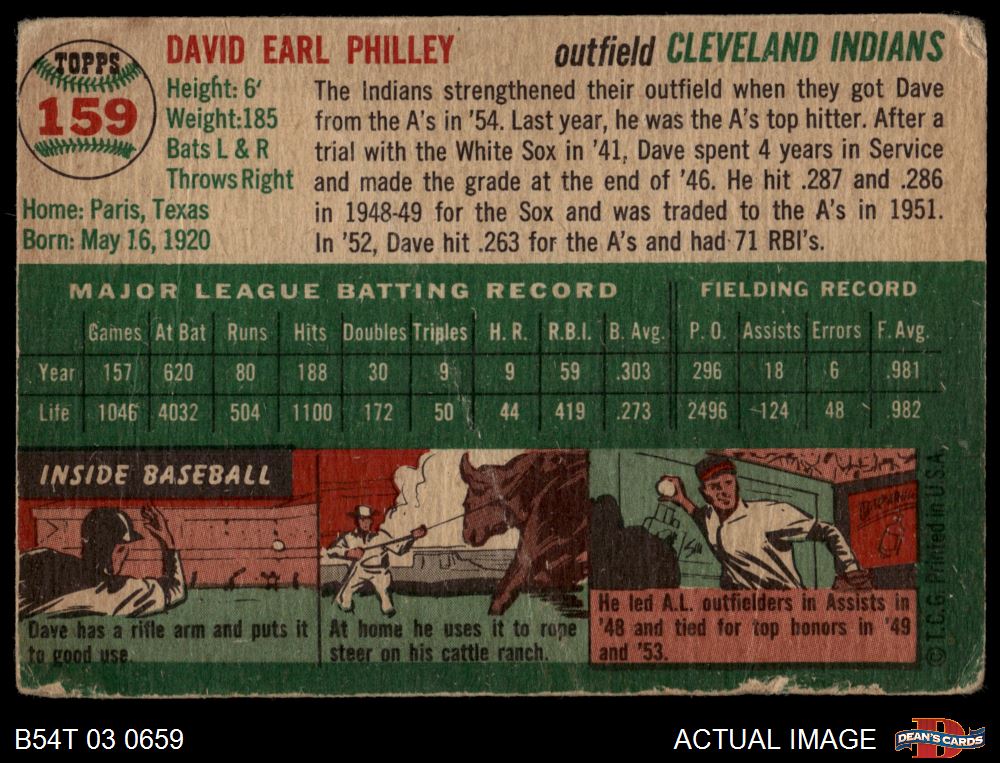 TOPPS
159
DAVID EARL PHILLEY
outfield CLEVELAND INDIANS
Height: 6'
Weight:185
Bats L & R
Throws Right
Home: Paris, Texas
Born: May 16, 1920
The Indians strengthened their outfield when they got Dave
from the A's in '54. Last year, he was the A's top hitter. After a
trial with the White Sox in '41, Dave spent 4 years in Service
and made the grade at the end of '46. He hit .287 and .286
in 1948-49 for the Sox and was traded to the A's in 1951.
In '52, Dave hit .263 for the A's and had 71 RBI's.
MAJOR LEAGUE BATTING RECORD FIELDING RECORD
Games At Bat Runs Hits Doubles Triples H. R. R.B.I. B. Avg. P. O. Assists Errors F. Avg.
Year 157 620 80 188 30 9 9 59 .303 296 18 6 .981
Life 1046 4032 504 1100 172 50 44 419 .273 2496 124 48 .982
INSIDE BASEBALL
Dave has a rifle arm and puts it
to good use.
At home he uses it to rope
steer on his cattle ranch.
He led A.L. outfielders in Assists in
'48 and tied for top honors in '49
and '53.
© T.C.G. Printed in U.S.A.
B54T 03 0659
ACTUAL IMAGE
DEAN'S CARDS